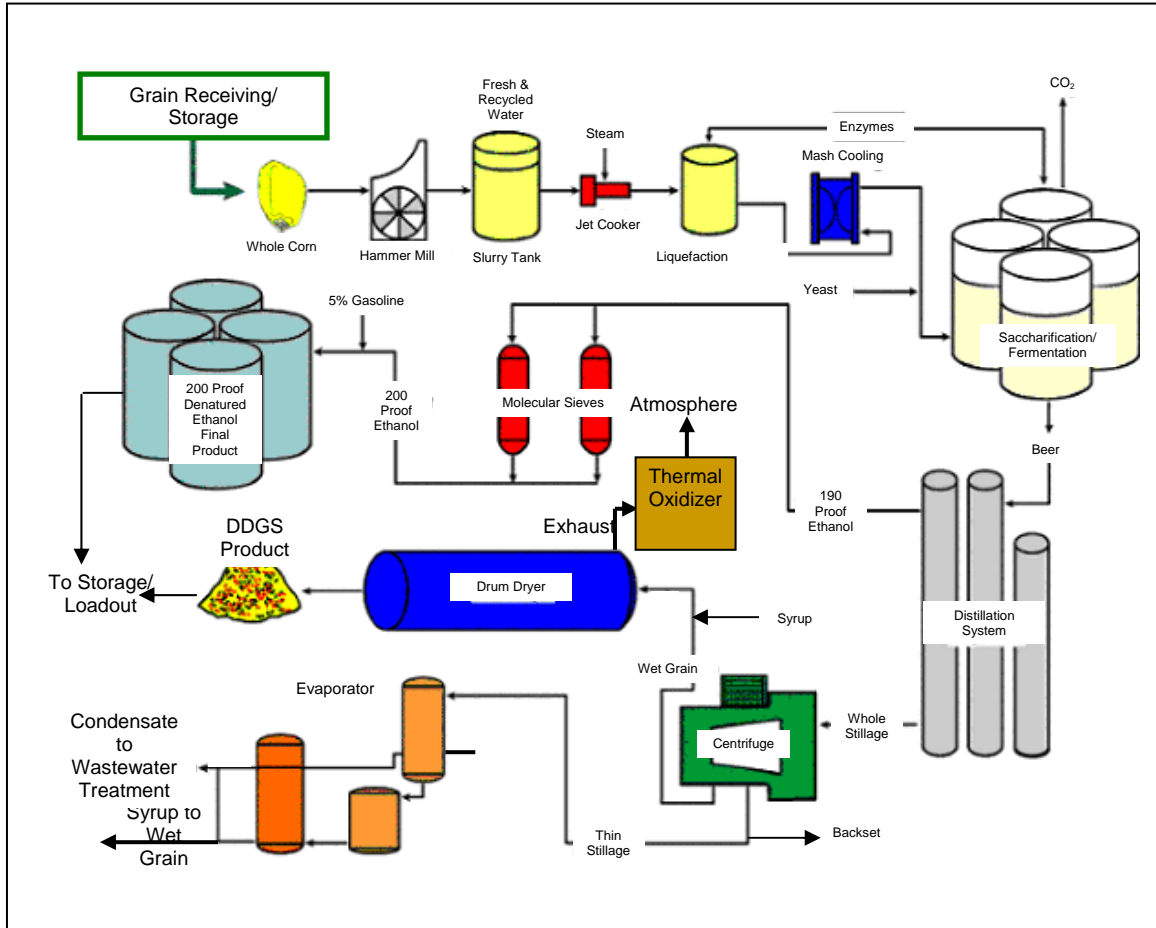 Grain Receiving/
Storage
Fresh &
Recycled
Water
Steam
CO₂
Enzymes
Mash Cooling
Whole Corn
Hammer Mill
Slurry Tank
Jet Cooker
Liquefaction
Yeast
Saccharification/
Fermentation
5% Gasoline
200 Proof
Denatured
Ethanol
Final
Product
200
Proof
Ethanol
Molecular Sieves
Atmosphere
Thermal
Oxidizer
Exhaust
190
Proof
Ethanol
Beer
DDGS
Product
To Storage/
Loadout
Drum Dryer
Syrup
Distillation
System
Wet Grain
Evaporator
Centrifuge
Whole
Stillage
Condensate
to
Wastewater
Treatment
Syrup to
Wet
Grain
Thin
Stillage
Backset